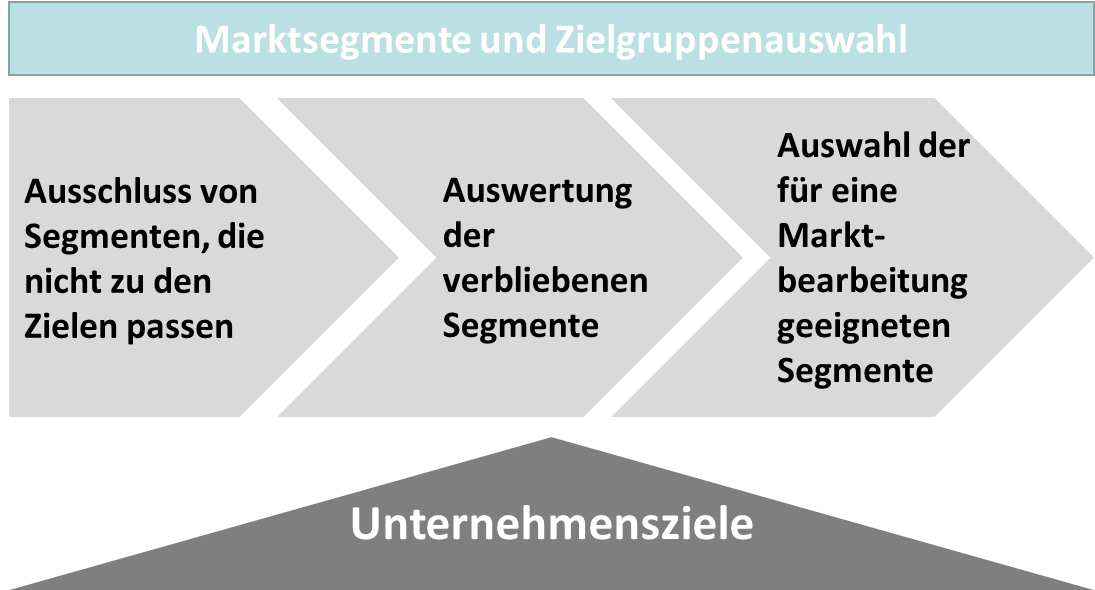 Marktsegmente und Zielgruppenauswahl
Ausschluss von
Segmenten, die
nicht zu den
Zielen passen
Auswertung
der
verbliebenen
Segmente
Auswahl der
für eine
Markt-
bearbeitung
geeigneten
Segmente
Unternehmensziele